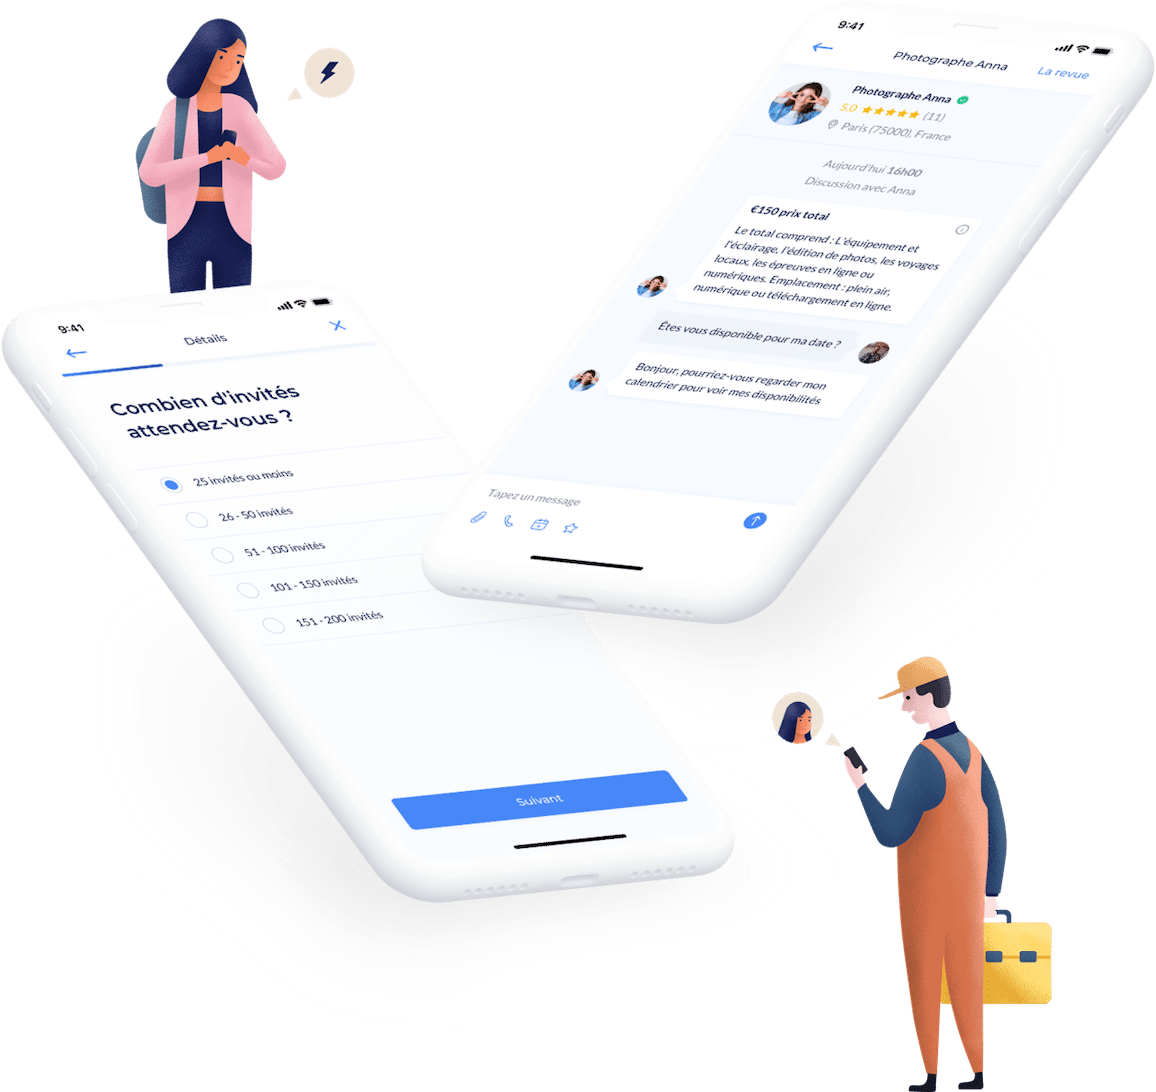 9:41
Photographe Anna
La revue
Photographe Anna
5.0 ★★★★★ (11)
Paris (75000), France
Aujourd'hui 16h00
Discussion avec Anna
€150 prix total
Le total comprend : L'équipement et
l'éclairage, l'édition de photos, les voyages
locaux, les épreuves en ligne ou
numériques. Emplacement : plein air,
numérique ou téléchargement en ligne.
Êtes vous disponible pour ma date ?
Bonjour, pourriez-vous regarder mon
calendrier pour voir mes disponibilités
Tapez un message
9:41
Détails
Combien d'invités
attendez-vous ?
25 invités ou moins
26 - 50 invités
51 - 100 invités
101 - 150 invités
151 - 200 invités
Suivant